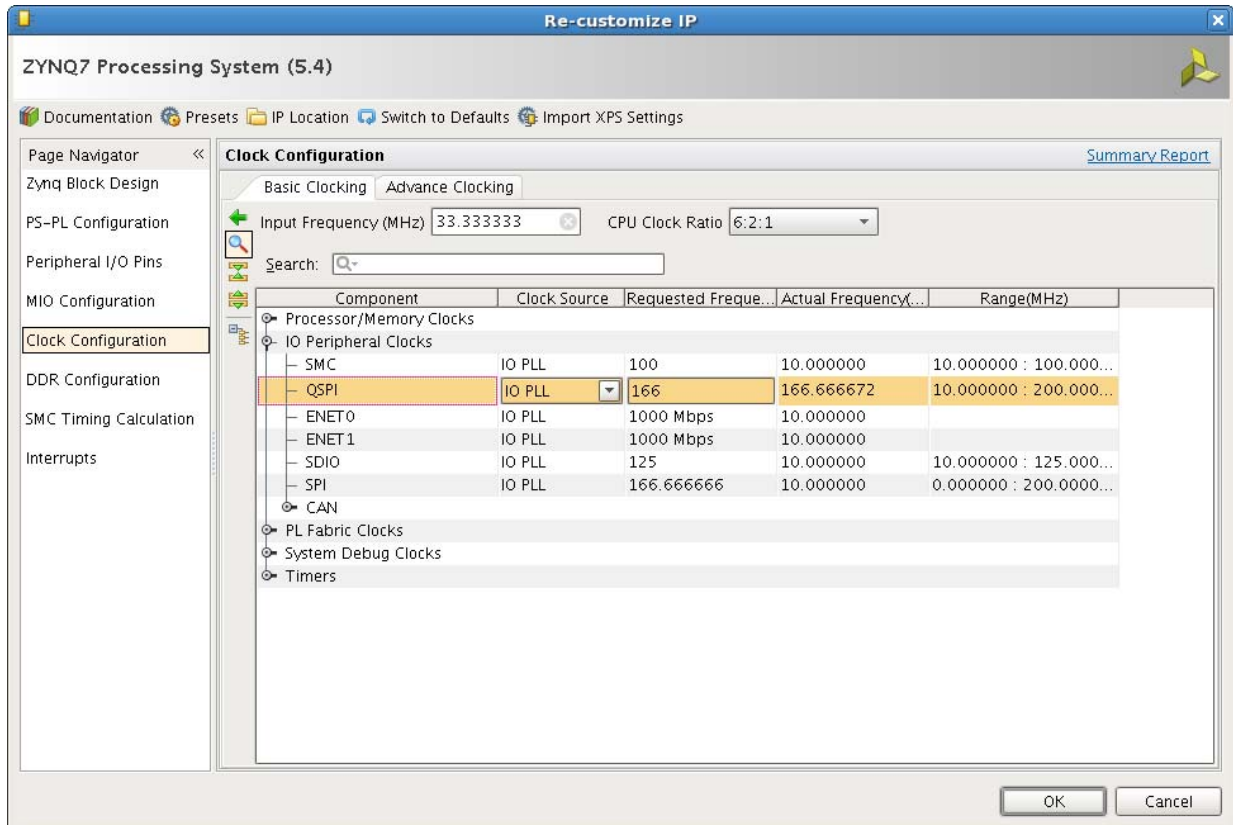 Re-customize IP
ZYNQ7 Processing System (5.4)
Documentation Presets IP Location Switch to Defaults Import XPS Settings
Page Navigator «
Zynq Block Design
PS-PL Configuration
Peripheral I/O Pins
MIO Configuration
Clock Configuration
DDR Configuration
SMC Timing Calculation
Interrupts
Clock Configuration Summary Report
Basic Clocking Advance Clocking
Input Frequency (MHz) 33.333333 CPU Clock Ratio 6:2:1
Search:
Component Clock Source Requested Freque... Actual Frequency(... Range(MHz)
Processor/Memory Clocks
IO Peripheral Clocks
SMC IO PLL 100 10.000000 10.000000 : 100.000...
QSPI IO PLL 166 166.666672 10.000000 : 200.000...
ENET0 IO PLL 1000 Mbps 10.000000
ENET1 IO PLL 1000 Mbps 10.000000
SDIO IO PLL 125 10.000000 10.000000 : 125.000...
SPI IO PLL 166.666666 10.000000 0.000000 : 200.0000...
CAN
PL Fabric Clocks
System Debug Clocks
Timers
OK Cancel